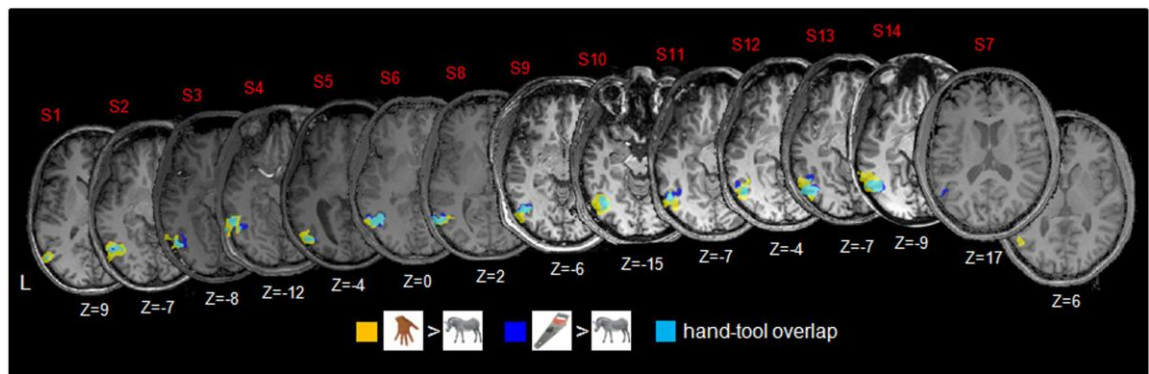 S1
S2
S3
S4
S5
S6
S8
S9
S10
S11
S12
S13
S14
S7
L
Z=9
Z=-7
Z=-8
Z=-12
Z=-4
Z=0
Z=2
Z=-6
Z=-15
Z=-7
Z=-4
Z=-7
Z=-9
Z=17
Z=6
> > hand-tool overlap